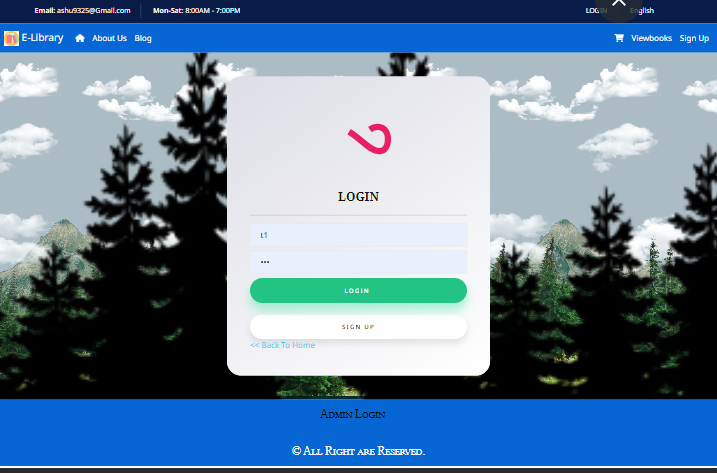 Email: ashu9325@Gmail.com Mon-Sat: 8:00AM - 7:00PM English
E-Library About Us Blog Viewbooks Sign Up
LOGIN
t1
•••
LOGIN
SIGN UP
<< Back To Home
Admin Login
© All Right are Reserved.